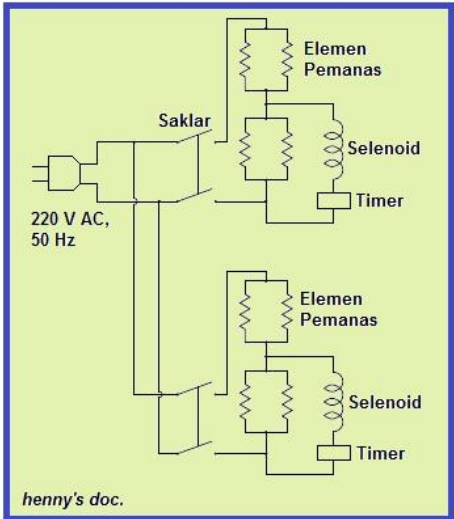 Elemen
Pemanas
Saklar
Selenoid
Timer
220 V AC,
50 Hz
Elemen
Pemanas
Selenoid
Timer
henny's doc.